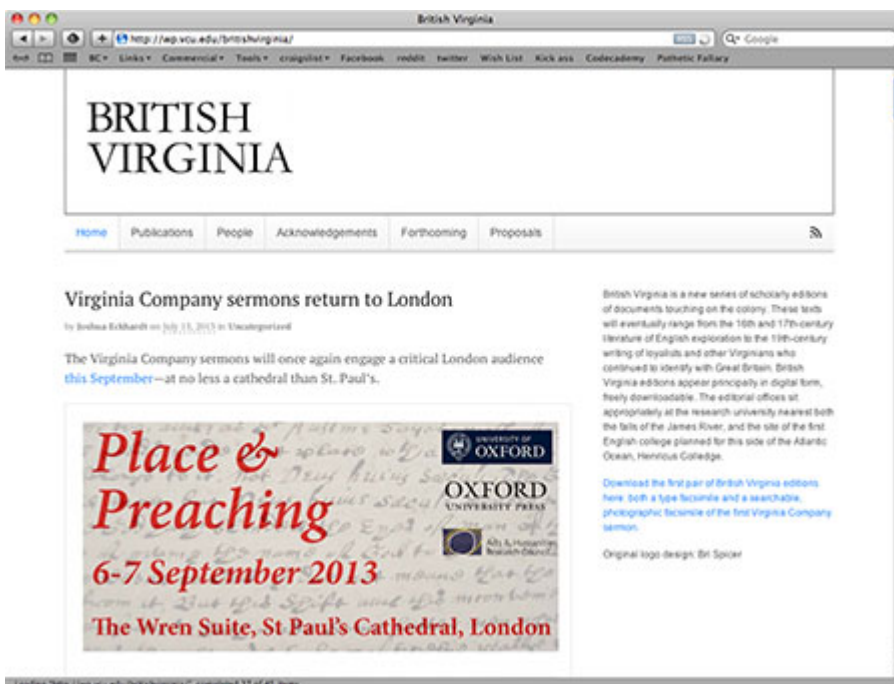 British Virginia
http://wp.vcu.edu/britishvirginia/
Google
BC Links Commercial Tools craigslist Facebook reddit twitter Wish List Kick ass Codecademy Pathetic Fallacy
BRITISH
VIRGINIA
Home Publications People Acknowledgements Forthcoming Proposals
Virginia Company sermons return to London
by Joshua Eckhardt on July 13, 2013 in Uncategorized
The Virginia Company sermons will once again engage a critical London audience
this September—at no less a cathedral than St. Paul's.
Place &
Preaching
6-7 September 2013
The Wren Suite, St Paul's Cathedral, London
UNIVERSITY OF
OXFORD
OXFORD
UNIVERSITY PRESS
Arts & Humanities
Research Council
British Virginia is a new series of scholarly editions
of documents touching on the colony. These texts
will eventually range from the 16th and 17th-century
literature of English exploration to the 19th-century
writing of loyalists and other Virginians who
continued to identify with Great Britain. British
Virginia editions appear principally in digital form,
freely downloadable. The editorial offices sit
appropriately at the research university nearest both
the falls of the James River, and the site of the first
English college planned for this side of the Atlantic
Ocean, Henricus Colledge.
Download the first pair of British Virginia editions
here: both a type facsimile and a searchable,
photographic facsimile of the first Virginia Company
sermon.
Original logo design: Bri Spicer